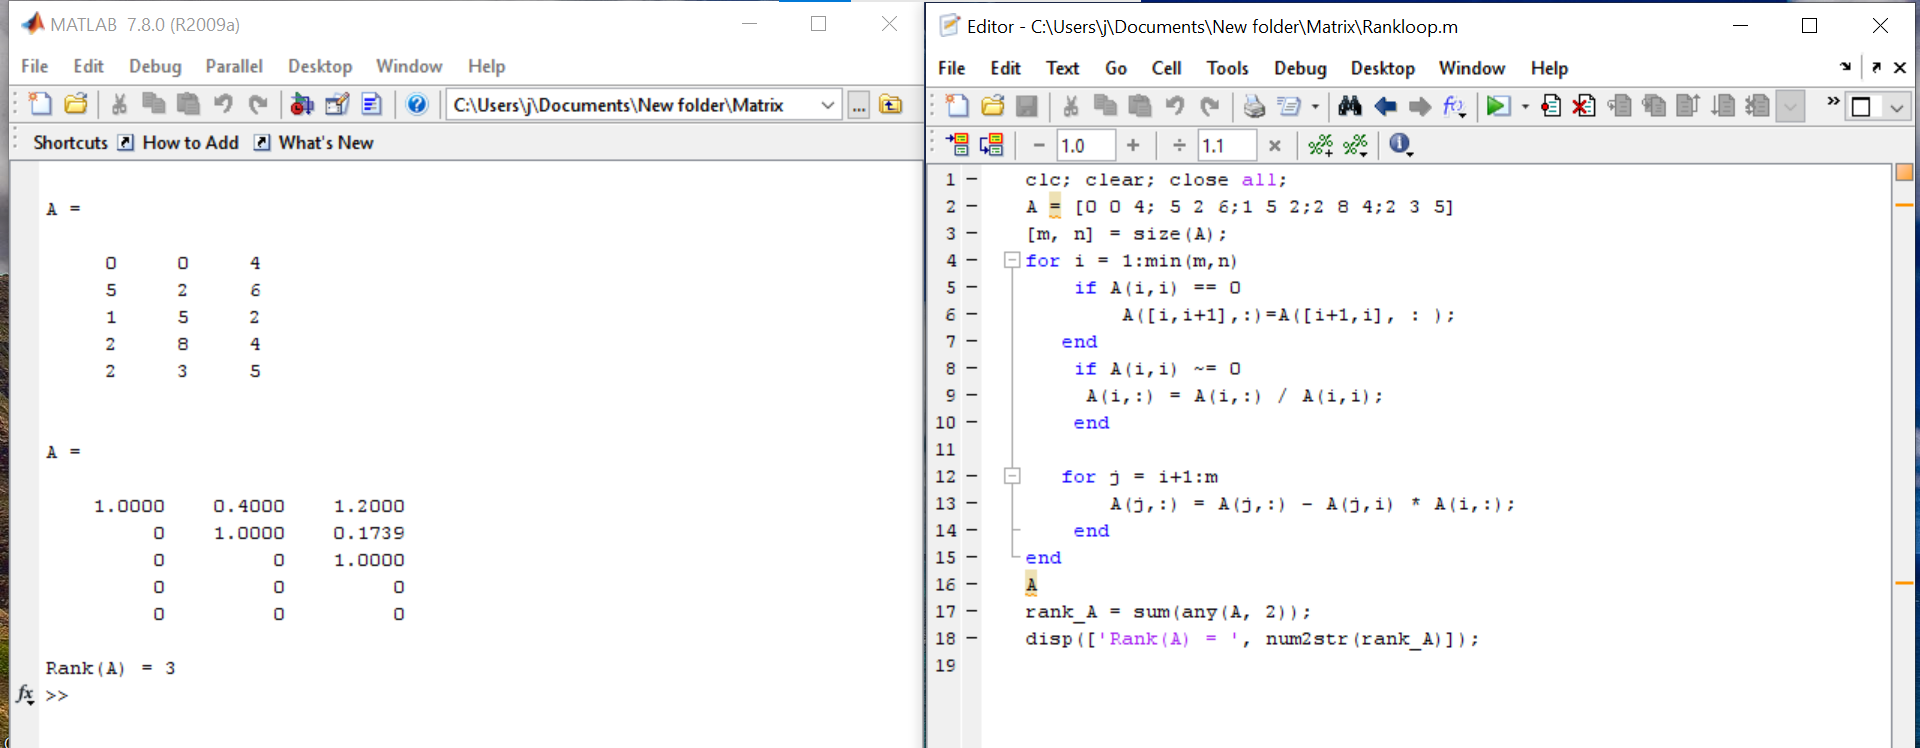 MATLAB 7.8.0 (R2009a)
File Edit Debug Parallel Desktop Window Help
C:\Users\j\Documents\New folder\Matrix ...
Shortcuts How to Add What's New
A =
0 0 4
5 2 6
1 5 2
2 8 4
2 3 5
A =
1.0000 0.4000 1.2000
0 1.0000 0.1739
0 0 1.0000
0 0 0
0 0 0
Rank(A) = 3
fx >>
Editor - C:\Users\j\Documents\New folder\Matrix\Rankloop.m
File Edit Text Go Cell Tools Debug Desktop Window Help
- 1.0 + ÷ 1.1 ×
1 - clc; clear; close all;
2 - A = [0 0 4; 5 2 6;1 5 2;2 8 4;2 3 5]
3 - [m, n] = size(A);
4 - for i = 1:min(m,n)
5 - if A(i,i) == 0
6 - A([i,i+1],:)=A([i+1,i], : );
7 - end
8 - if A(i,i) ~= 0
9 - A(i,:) = A(i,:) / A(i,i);
10 - end
11
12 - for j = i+1:m
13 - A(j,:) = A(j,:) - A(j,i) * A(i,:);
14 - end
15 - end
16 - A
17 - rank_A = sum(any(A, 2));
18 - disp(['Rank(A) = ', num2str(rank_A)]);
19